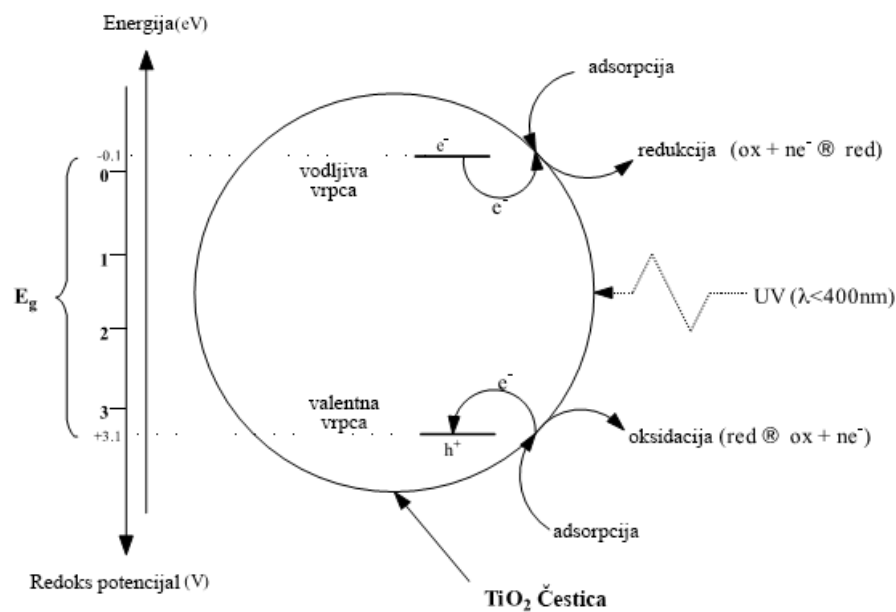 Energija(eV)
adsorpcija
-0.1
e⁻
redukcija (ox + ne⁻ ® red)
0
vodljiva
vrpca
e⁻
1
E_g
UV (λ<400nm)
2
3
valentna
vrpca
e⁻
+3.1
h⁺
oksidacija (red ® ox + ne⁻)
adsorpcija
Redoks potencijal (V)
TiO₂ Čestica